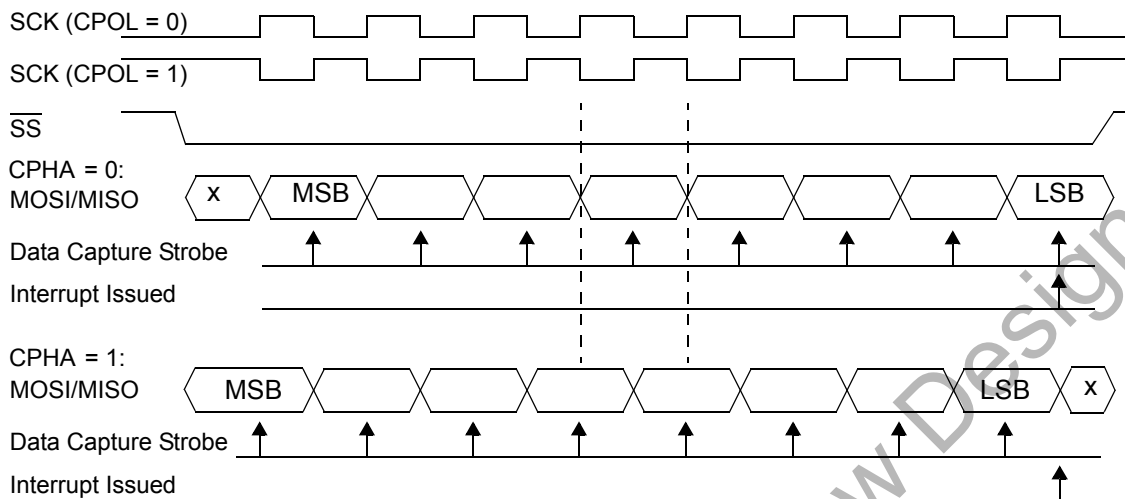 SCK (CPOL = 0)
SCK (CPOL = 1)
SS
CPHA = 0:
MOSI/MISO
x MSB LSB
Data Capture Strobe
Interrupt Issued
CPHA = 1:
MOSI/MISO
MSB LSB x
Data Capture Strobe
Interrupt Issued
w Design